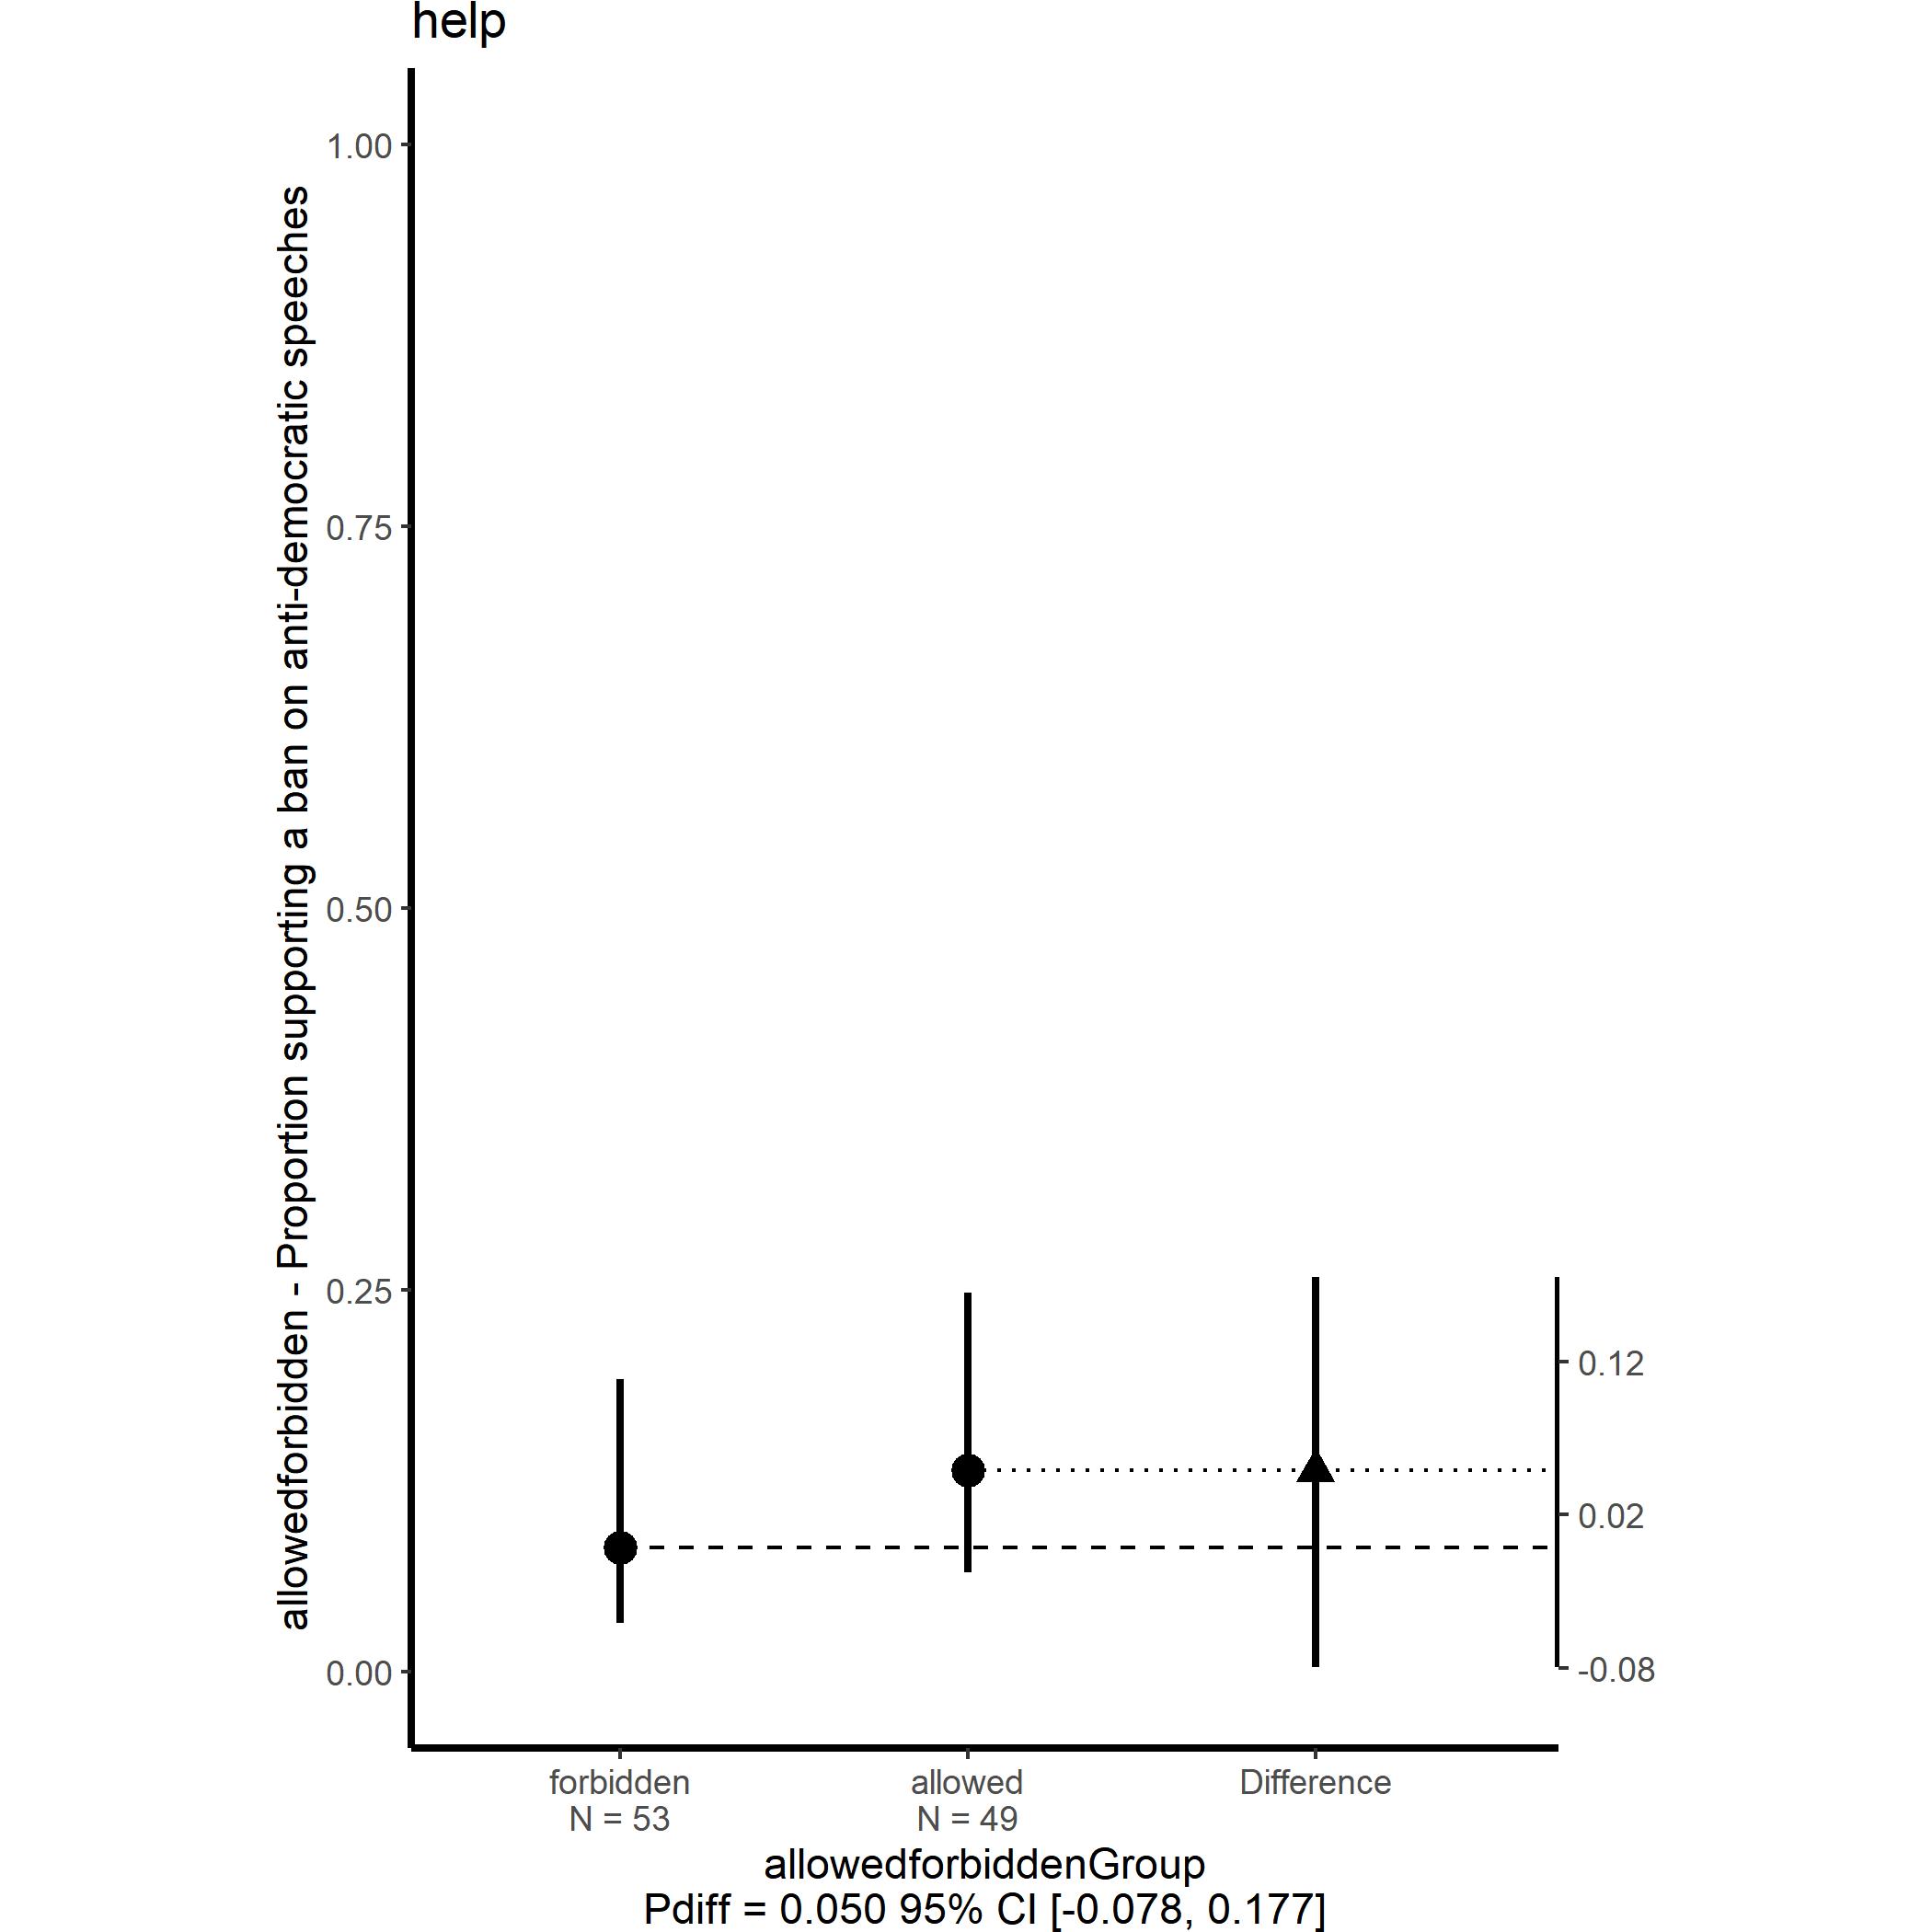 help
allowedforbidden - Proportion supporting a ban on anti-democratic speeches
1.00
0.75
0.50
0.25
0.00
0.12
0.02
-0.08
forbidden
N = 53
allowed
N = 49
Difference
allowedforbiddenGroup
Pdiff = 0.050 95% CI [-0.078, 0.177]